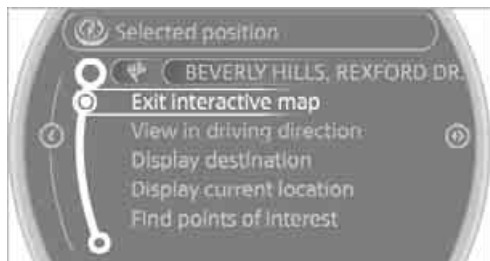 Selected position
BEVERLY HILLS, REXFORD DR.
Exit interactive map
View in driving direction
Display destination
Display current location
Find points of interest